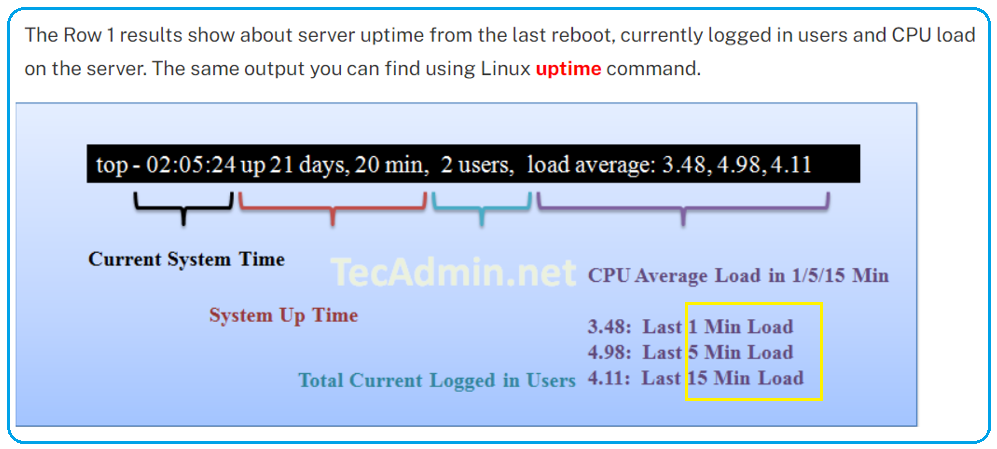 The Row 1 results show about server uptime from the last reboot, currently logged in users and CPU load
on the server. The same output you can find using Linux uptime command.
top - 02:05:24 up 21 days, 20 min,  2 users,  load average: 3.48, 4.98, 4.11
Current System Time
TecAdmin.net
CPU Average Load in 1/5/15 Min
System Up Time
3.48:  Last 1 Min Load
4.98:  Last 5 Min Load
Total Current Logged in Users
4.11:  Last 15 Min Load